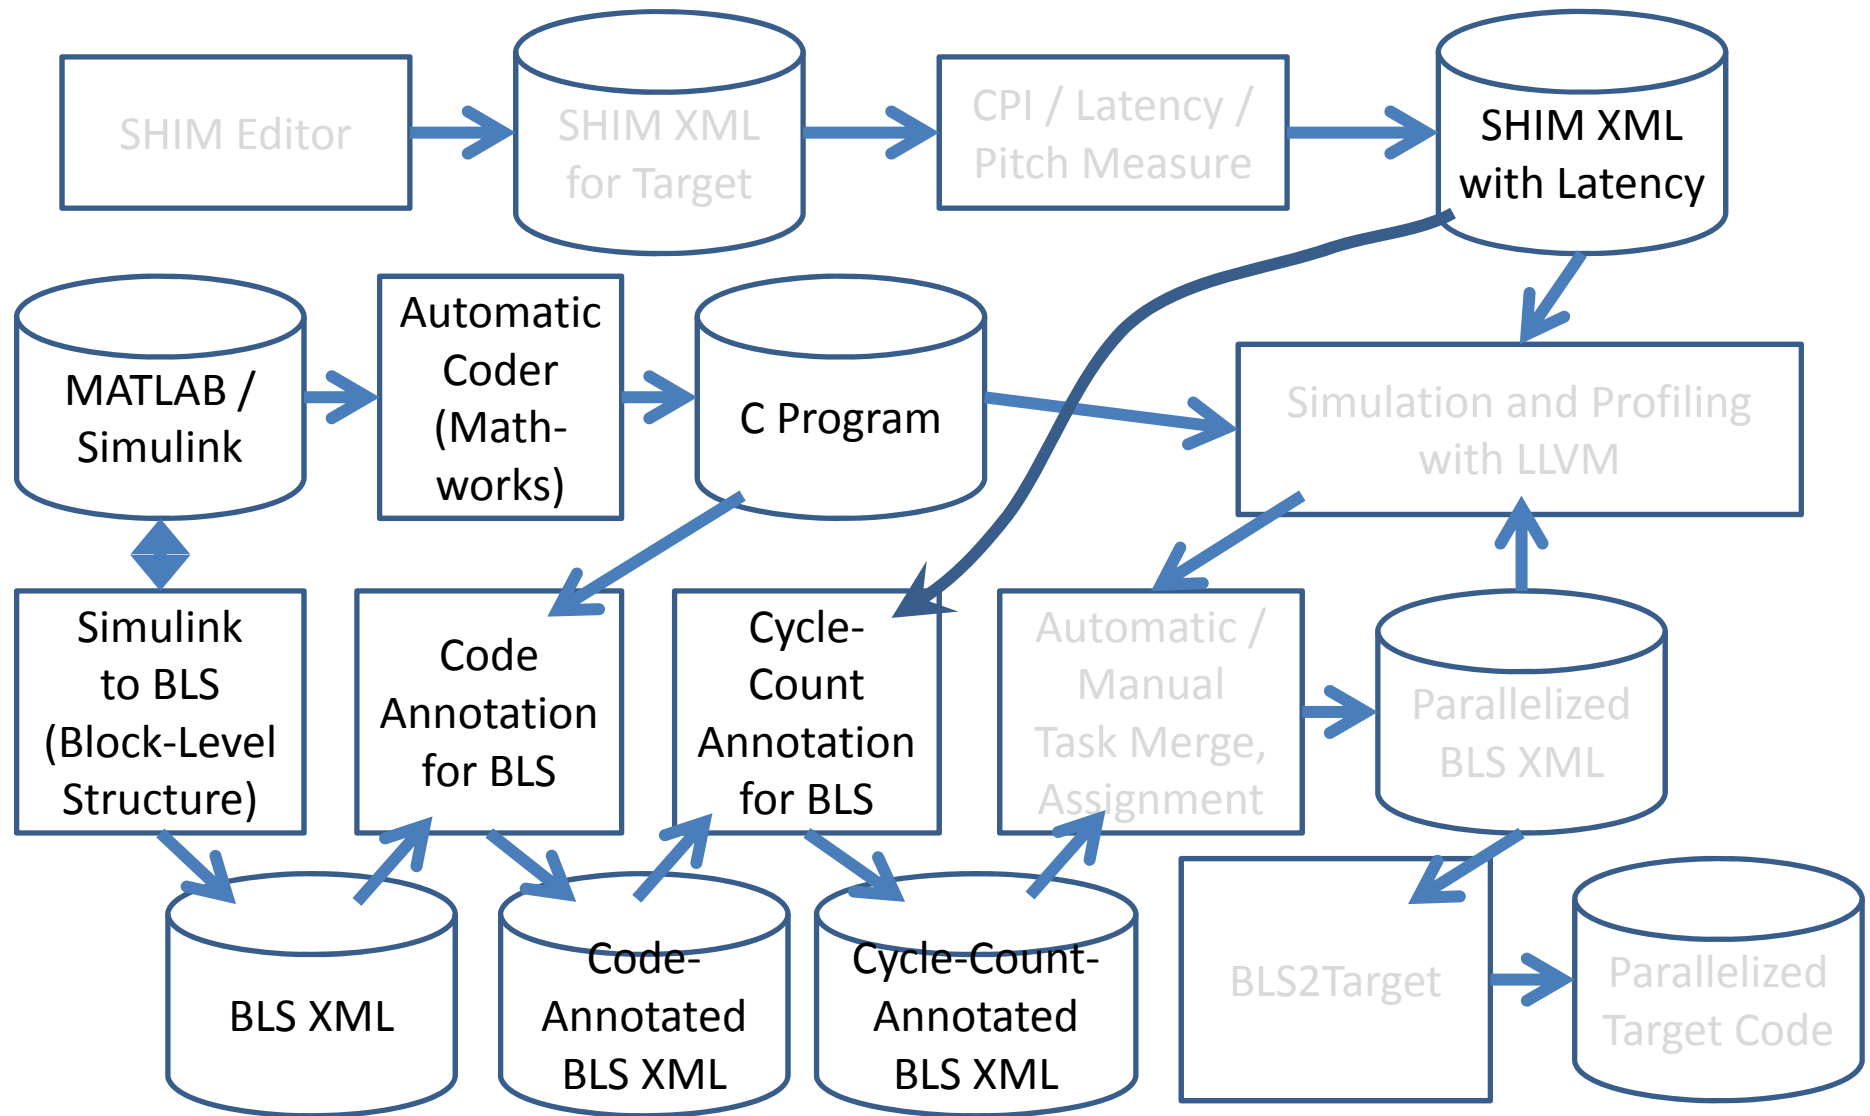 SHIM Editor
SHIM XML
for Target
CPI / Latency /
Pitch Measure
SHIM XML
with Latency
MATLAB /
Simulink
Automatic
Coder
(Math-
works)
C Program
Simulation and Profiling
with LLVM
Simulink
to BLS
(Block-Level
Structure)
Code
Annotation
for BLS
Cycle-
Count
Annotation
for BLS
Automatic /
Manual
Task Merge,
Assignment
Parallelized
BLS XML
BLS XML
Code-
Annotated
BLS XML
Cycle-Count-
Annotated
BLS XML
BLS2Target
Parallelized
Target Code